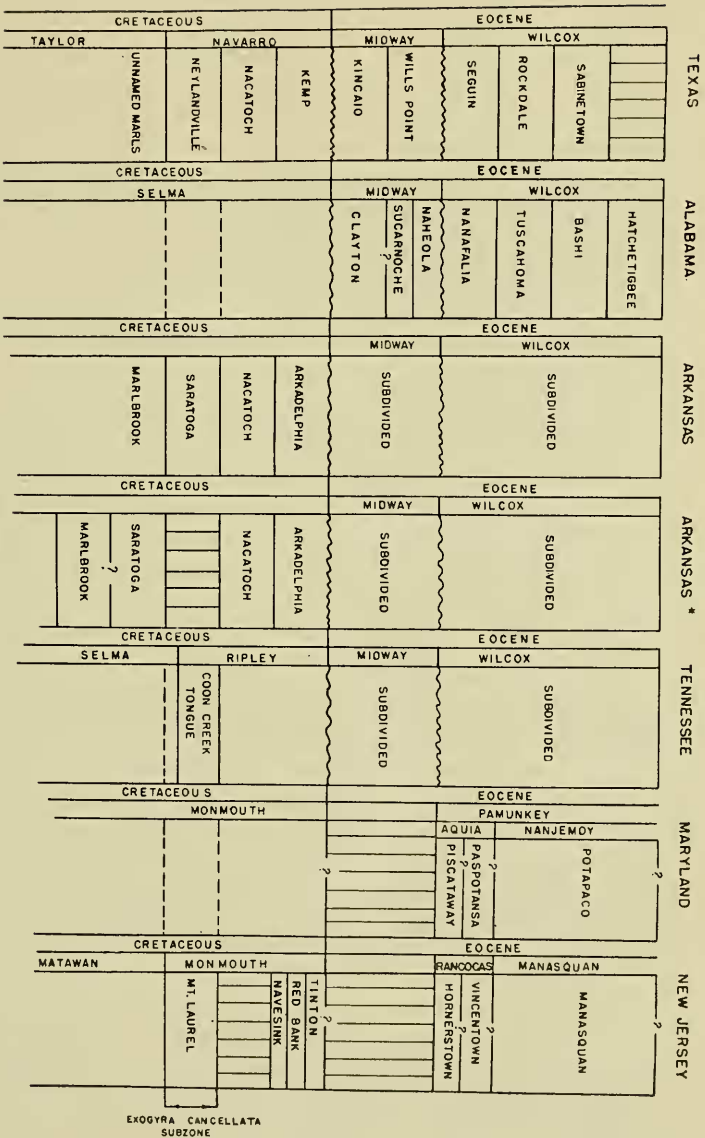 TEXAS
CRETACEOUS
EOCENE
TAYLOR
NAVARRO
MIDWAY
WILCOX
UNNAMED MARLS
NEYLANDVILLE
NACATOCH
KEMP
KINCAIO
WILLS POINT
SEGUIN
ROCKDALE
SABINETOWN
ALABAMA.
CRETACEOUS
EOCENE
SELMA
MIDWAY
WILCOX
CLAYTON
?
SUCARNOCHE
NAHEOLA
NANAFALIA
TUSCAHOMA
BASHI
HATCHETIGBEE
ARKANSAS
CRETACEOUS
EOCENE
MIDWAY
WILCOX
MARLBROOK
SARATOGA
NACATOCH
ARKADELPHIA
SUBDIVIDED
SUBDIVIDED
ARKANSAS *
CRETACEOUS
EOCENE
MIDWAY
WILCOX
MARLBROOK
?
SARATOGA
NACATOCH
ARKADELPHIA
SUBDIVIDED
SUBDIVIDED
TENNESSEE
CRETACEOUS
EOCENE
SELMA
RIPLEY
MIDWAY
WILCOX
COON CREEK
TONGUE
SUBDIVIDED
SUBDIVIDED
MARYLAND
CRETACEOUS
EOCENE
MONMOUTH
PAMUNKEY
AQUIA
NANJEMOY
?
PISCATAWAY
?
PASPOTANSA
?
POTAPACO
?
NEW JERSEY
CRETACEOUS
EOCENE
MATAWAN
MONMOUTH
RANCOCAS
MANASQUAN
MT. LAUREL
NAVESINK
RED BANK
TINTON
?
HORNERSTOWN
?
VINCENTOWN
?
MANASQUAN
?
EXOGYRA CANCELLATA
SUBZONE